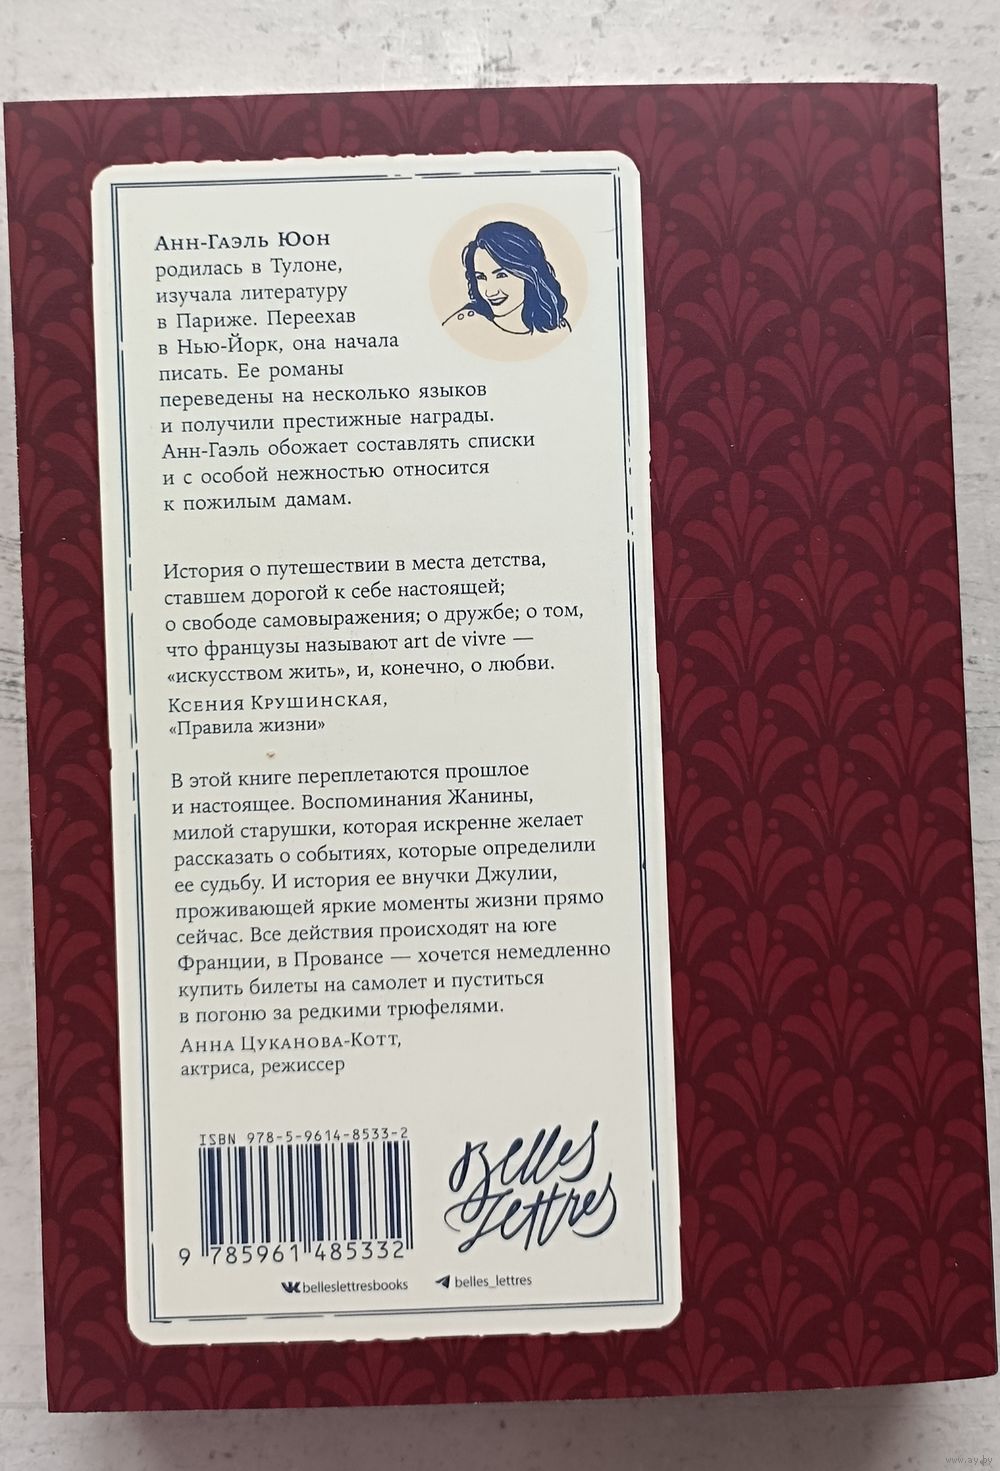 Анн-Гаэль Юон
родилась в Тулоне,
изучала литературу
в Париже. Переехав
в Нью-Йорк, она начала
писать. Ее романы
переведены на несколько языков
и получили престижные награды.
Анн-Гаэль обожает составлять списки
и с особой нежностью относится
к пожилым дамам.
История о путешествии в места детства,
ставшем дорогой к себе настоящей;
о свободе самовыражения; о дружбе; о том,
что французы называют art de vivre —
«искусством жить», и, конечно, о любви.
Ксения Крушинская,
«Правила жизни»
В этой книге переплетаются прошлое
и настоящее. Воспоминания Жанины,
милой старушки, которая искренне желает
рассказать о событиях, которые определили
ее судьбу. И история ее внучки Джулии,
проживающей яркие моменты жизни прямо
сейчас. Все действия происходят на юге
Франции, в Провансе — хочется немедленно
купить билеты на самолет и пуститься
в погоню за редкими трюфелями.
Анна Цуканова-Котт,
актриса, режиссер
ISBN 978-5-9614-8533-2
9 785961 485332
Belles
Lettres
belleslettresbooks
belles_lettres
www.ay.by